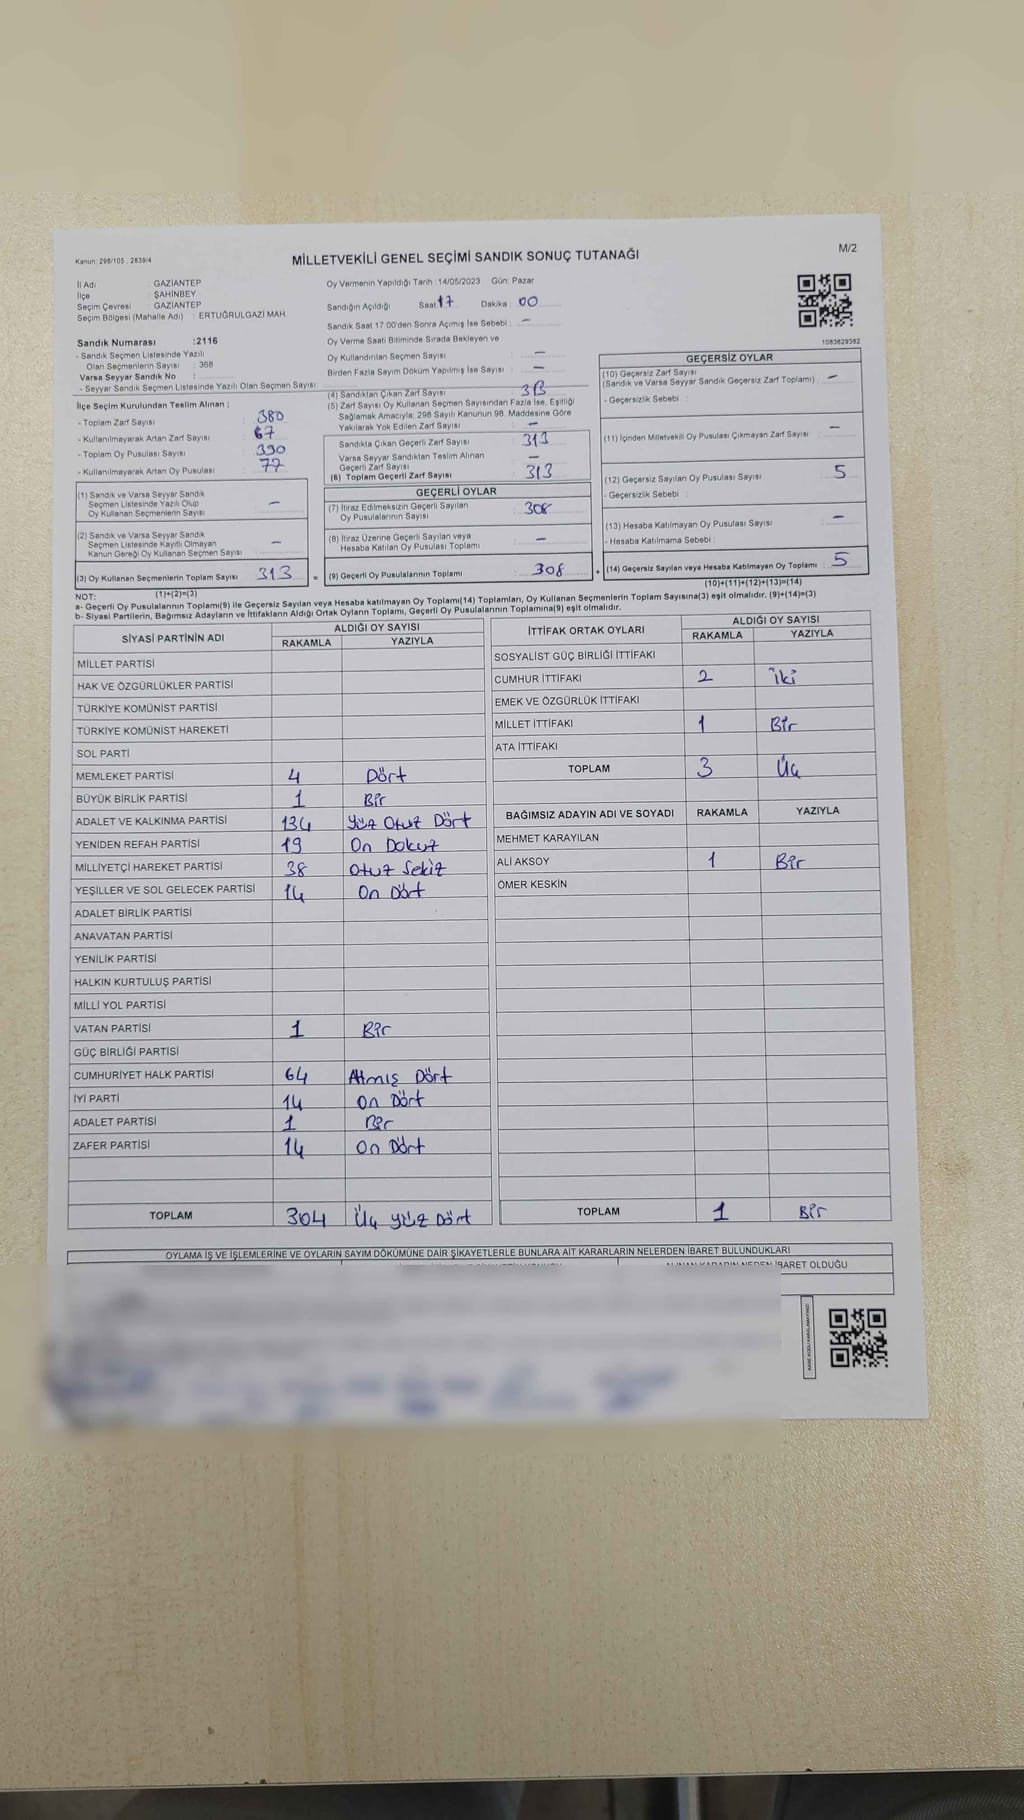 Kanun: 298/105 , 2839/4
MİLLETVEKİLİ GENEL SEÇİMİ SANDIK SONUÇ TUTANAĞI
M/2
İl Adı : GAZİANTEP
İlçe : ŞAHİNBEY
Seçim Çevresi : GAZİANTEP
Seçim Bölgesi (Mahalle Adı) : ERTUĞRULGAZİ MAH.
Oy Vermenin Yapıldığı Tarih :14/05/2023 Gün: Pazar
Sandığın Açıldığı Saat 17 Dakika 00
Sandık Saat 17:00'den Sonra Açmış İse Sebebi : -
Oy Verme Saati Bitiminde Sırada Bekleyen ve
Oy Kullandırılan Seçmen Sayısı : -
Birden Fazla Sayım Döküm Yapılmış İse Sayısı : -
1083829382
Sandık Numarası :2116
- Sandık Seçmen Listesinde Yazılı
Olan Seçmenlerin Sayısı : 368
Varsa Seyyar Sandık No :
- Seyyar Sandık Seçmen Listesinde Yazılı Olan Seçmen Sayısı:
İlçe Seçim Kurulundan Teslim Alınan ;
- Toplam Zarf Sayısı : 380
- Kullanılmayarak Artan Zarf Sayısı : 67
- Toplam Oy Pusulası Sayısı : 390
- Kullanılmayarak Artan Oy Pusulası : 77
(1) Sandık ve Varsa Seyyar Sandık
Seçmen Listesinde Yazılı Olup
Oy Kullanan Seçmenlerin Sayısı : -
(2) Sandık ve Varsa Seyyar Sandık
Seçmen Listesinde Kayıtlı Olmayan
Kanun Gereği Oy Kullanan Seçmen Sayısı : -
(3) Oy Kullanan Seçmenlerin Toplam Sayısı 313 =
(4) Sandıktan Çıkan Zarf Sayısı : 313
(5) Zarf Sayısı Oy Kullanan Seçmen Sayısından Fazla İse, Eşitliği
Sağlamak Amacıyla; 298 Sayılı Kanunun 98. Maddesine Göre
Yakılarak Yok Edilen Zarf Sayısı : -
Sandıkla Çıkan Geçerli Zarf Sayısı : 313
Varsa Seyyar Sandıktan Teslim Alınan
Geçerli Zarf Sayısı : -
(6) Toplam Geçerli Zarf Sayısı : 313
GEÇERLİ OYLAR
(7) İtiraz Edilmeksizin Geçerli Sayılan
Oy Pusulalarının Sayısı : 308
(8) İtiraz Üzerine Geçerli Sayılan veya
Hesaba Katılan Oy Pusulası Toplamı : -
(9) Geçerli Oy Pusulalarının Toplamı : 308 +
GEÇERSİZ OYLAR
(10) Geçersiz Zarf Sayısı
(Sandık ve Varsa Seyyar Sandık Geçersiz Zarf Toplamı) : -
- Geçersizlik Sebebi :
(11) İçinden Milletvekili Oy Pusulası Çıkmayan Zarf Sayısı : -
(12) Geçersiz Sayılan Oy Pusulası Sayısı : 5
- Geçersizlik Sebebi :
(13) Hesaba Katılmayan Oy Pusulası Sayısı : -
- Hesaba Katılmama Sebebi :
(14) Geçersiz Sayılan veya Hesaba Katılmayan Oy Toplamı : 5
NOT: (1)+(2)=(3)
(10)+(11)+(12)+(13)=(14)
a- Geçerli Oy Pusulalarının Toplamı(9) ile Geçersiz Sayılan veya Hesaba katılmayan Oy Toplamı(14) Toplamları, Oy Kullanan Seçmenlerin Toplam Sayısına(3) eşit olmalıdır. (9)+(14)=(3)
b- Siyasi Partilerin, Bağımsız Adayların ve İttifakların Aldığı Ortak Oyların Toplamı, Geçerli Oy Pusulalarının Toplamına(9) eşit olmalıdır.
SİYASİ PARTİNİN ADI ALDIĞI OY SAYISI
RAKAMLA YAZIYLA
MİLLET PARTİSİ
HAK VE ÖZGÜRLÜKLER PARTİSİ
TÜRKİYE KOMÜNİST PARTİSİ
TÜRKİYE KOMÜNİST HAREKETİ
SOL PARTİ
MEMLEKET PARTİSİ 4 Dört
BÜYÜK BİRLİK PARTİSİ 1 Bir
ADALET VE KALKINMA PARTİSİ 134 Yüz Otuz Dört
YENİDEN REFAH PARTİSİ 19 On Dokuz
MİLLİYETÇİ HAREKET PARTİSİ 38 Otuz Sekiz
YEŞİLLER VE SOL GELECEK PARTİSİ 14 On Dört
ADALET BİRLİK PARTİSİ
ANAVATAN PARTİSİ
YENİLİK PARTİSİ
HALKIN KURTULUŞ PARTİSİ
MİLLİ YOL PARTİSİ
VATAN PARTİSİ 1 Bir
GÜÇ BİRLİĞİ PARTİSİ
CUMHURİYET HALK PARTİSİ 64 Atmış Dört
İYİ PARTİ 14 On Dört
ADALET PARTİSİ 1 Bir
ZAFER PARTİSİ 14 On Dört
TOPLAM 304 Üç Yüz Dört
İTTİFAK ORTAK OYLARI ALDIĞI OY SAYISI
RAKAMLA YAZIYLA
SOSYALİST GÜÇ BİRLİĞİ İTTİFAKI
CUMHUR İTTİFAKI 2 İki
EMEK VE ÖZGÜRLÜK İTTİFAKI
MİLLET İTTİFAKI 1 Bir
ATA İTTİFAKI
TOPLAM 3 Üç
BAĞIMSIZ ADAYIN ADI VE SOYADI RAKAMLA YAZIYLA
MEHMET KARAYILAN
ALİ AKSOY 1 Bir
ÖMER KESKİN
TOPLAM 1 Bir
OYLAMA İŞ VE İŞLEMLERİNE VE OYLARIN SAYIM DÖKÜMÜNE DAİR ŞİKAYETLERLE BUNLARA AİT KARARLARIN NELERDEN İBARET BULUNDUKLARI
ALINAN KARARIN NEDEN İBARET OLDUĞU